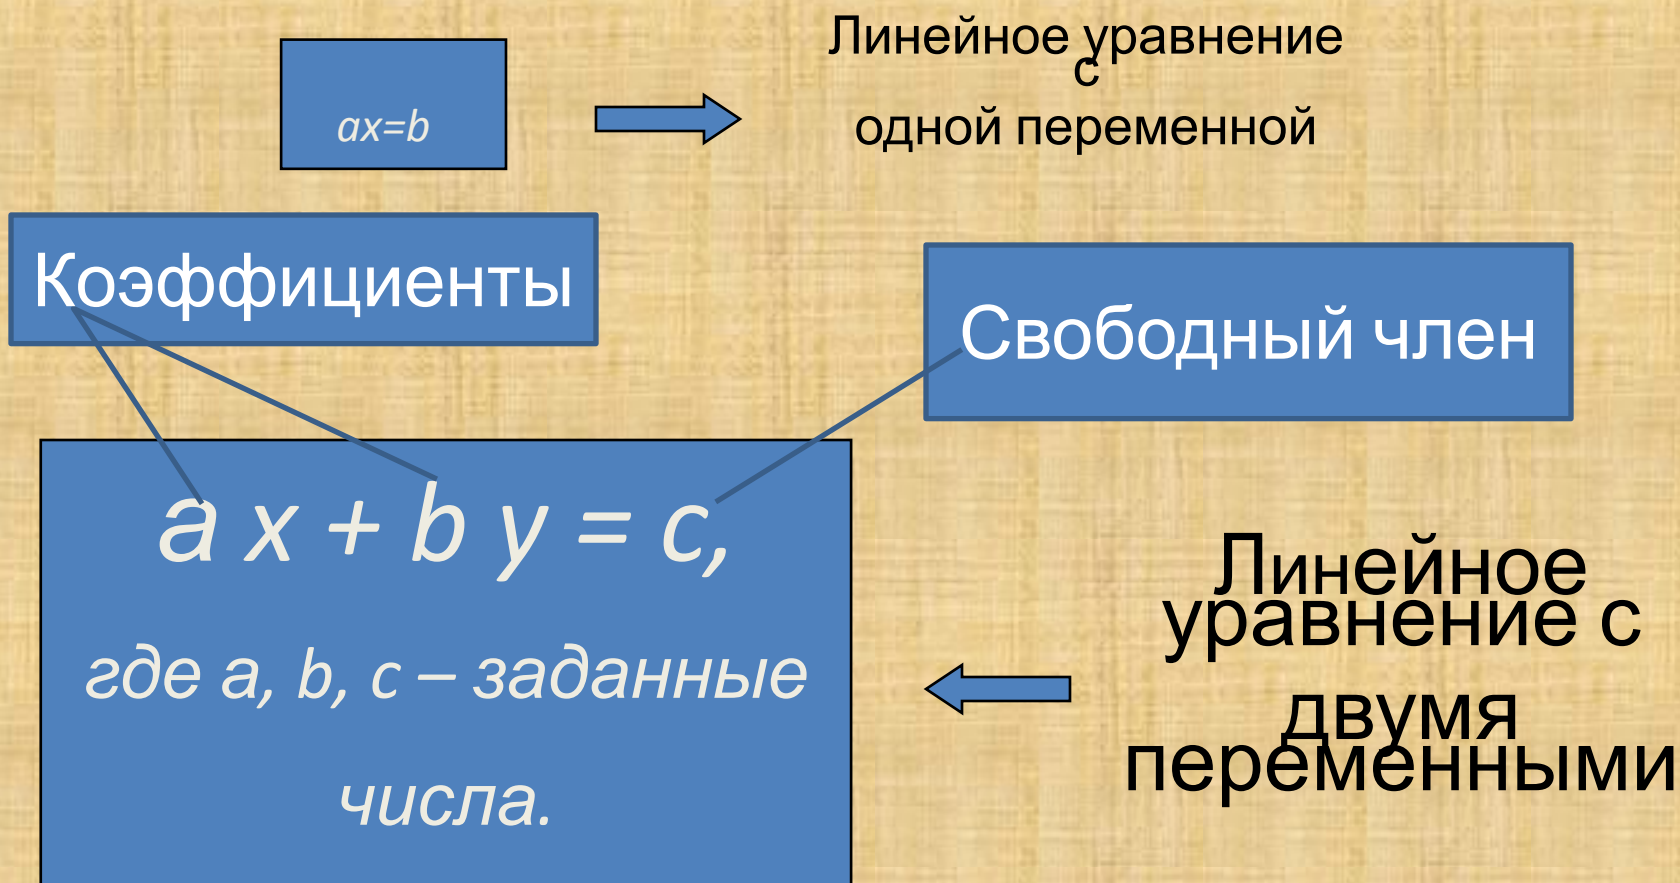 Линейное уравнение
с
одной переменной
ax=b
Коэффициенты
Свободный член
a x + b y = c,
где a, b, c – заданные
числа.
Линейное
уравнение с
двумя
переменными